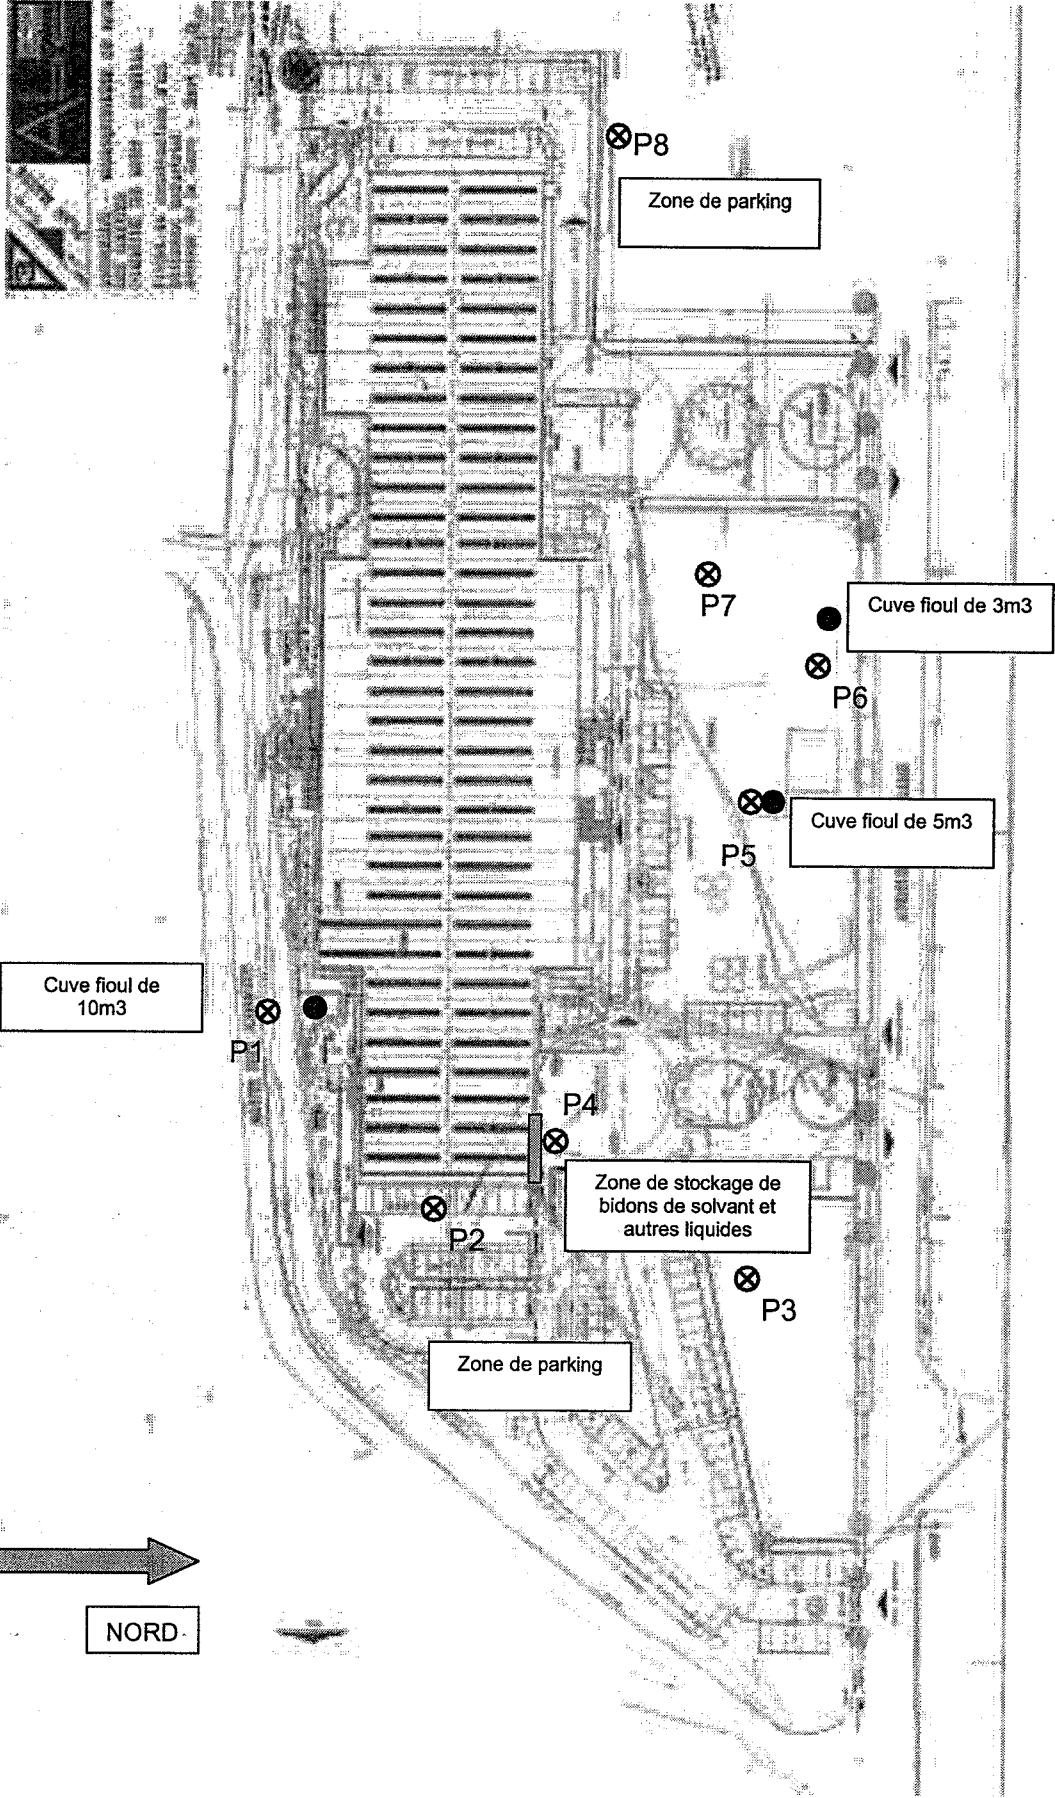 P8
Zone de parking
P7
Cuve fioul de 3m3
P6
Cuve fioul de 5m3
P5
Cuve fioul de
10m3
P1
P4
Zone de stockage de
bidons de solvant et
autres liquides
P2
P3
Zone de parking
NORD